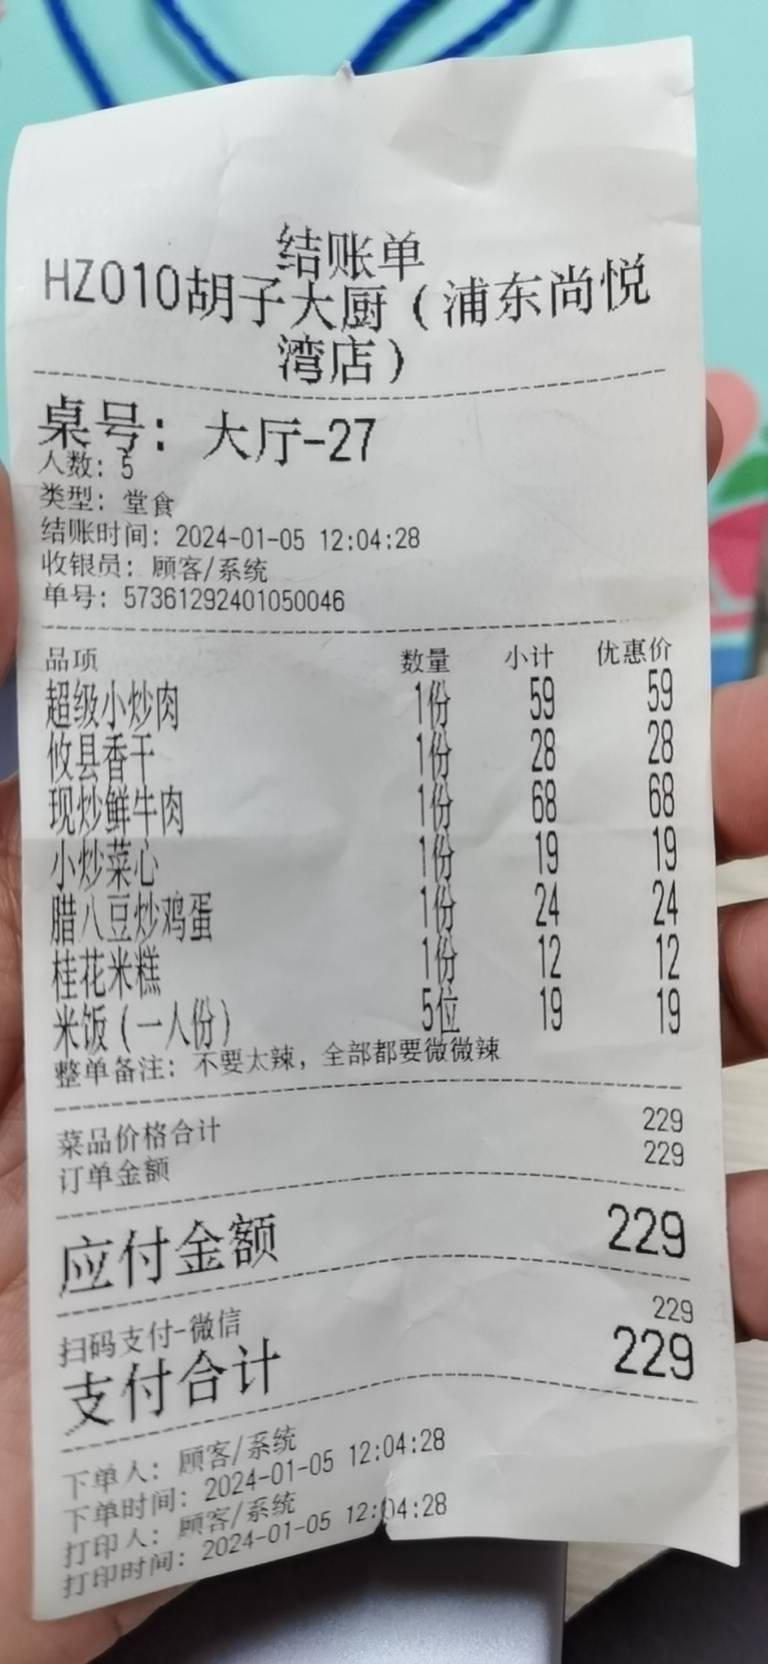 结账单
HZ010胡子大厨（浦东尚悦
湾店）
桌号：大厅-27
人数：5
类型：堂食
结账时间：2024-01-05 12:04:28
收银员：顾客/系统
单号：57361292401050046
品项 数量 小计 优惠价
超级小炒肉 1份 59 59
攸县香干 1份 28 28
现炒鲜牛肉 1份 68 68
小炒菜心 1份 19 19
腊八豆炒鸡蛋 1份 24 24
桂花米糕 1份 12 12
米饭（一人份） 5位 19 19
整单备注：不要太辣，全部都要微微辣
菜品价格合计 229
订单金额 229
应付金额 229
扫码支付-微信 229
支付合计 229
下单人：顾客/系统
下单时间：2024-01-05 12:04:28
打印人：顾客/系统
打印时间：2024-01-05 12:04:28